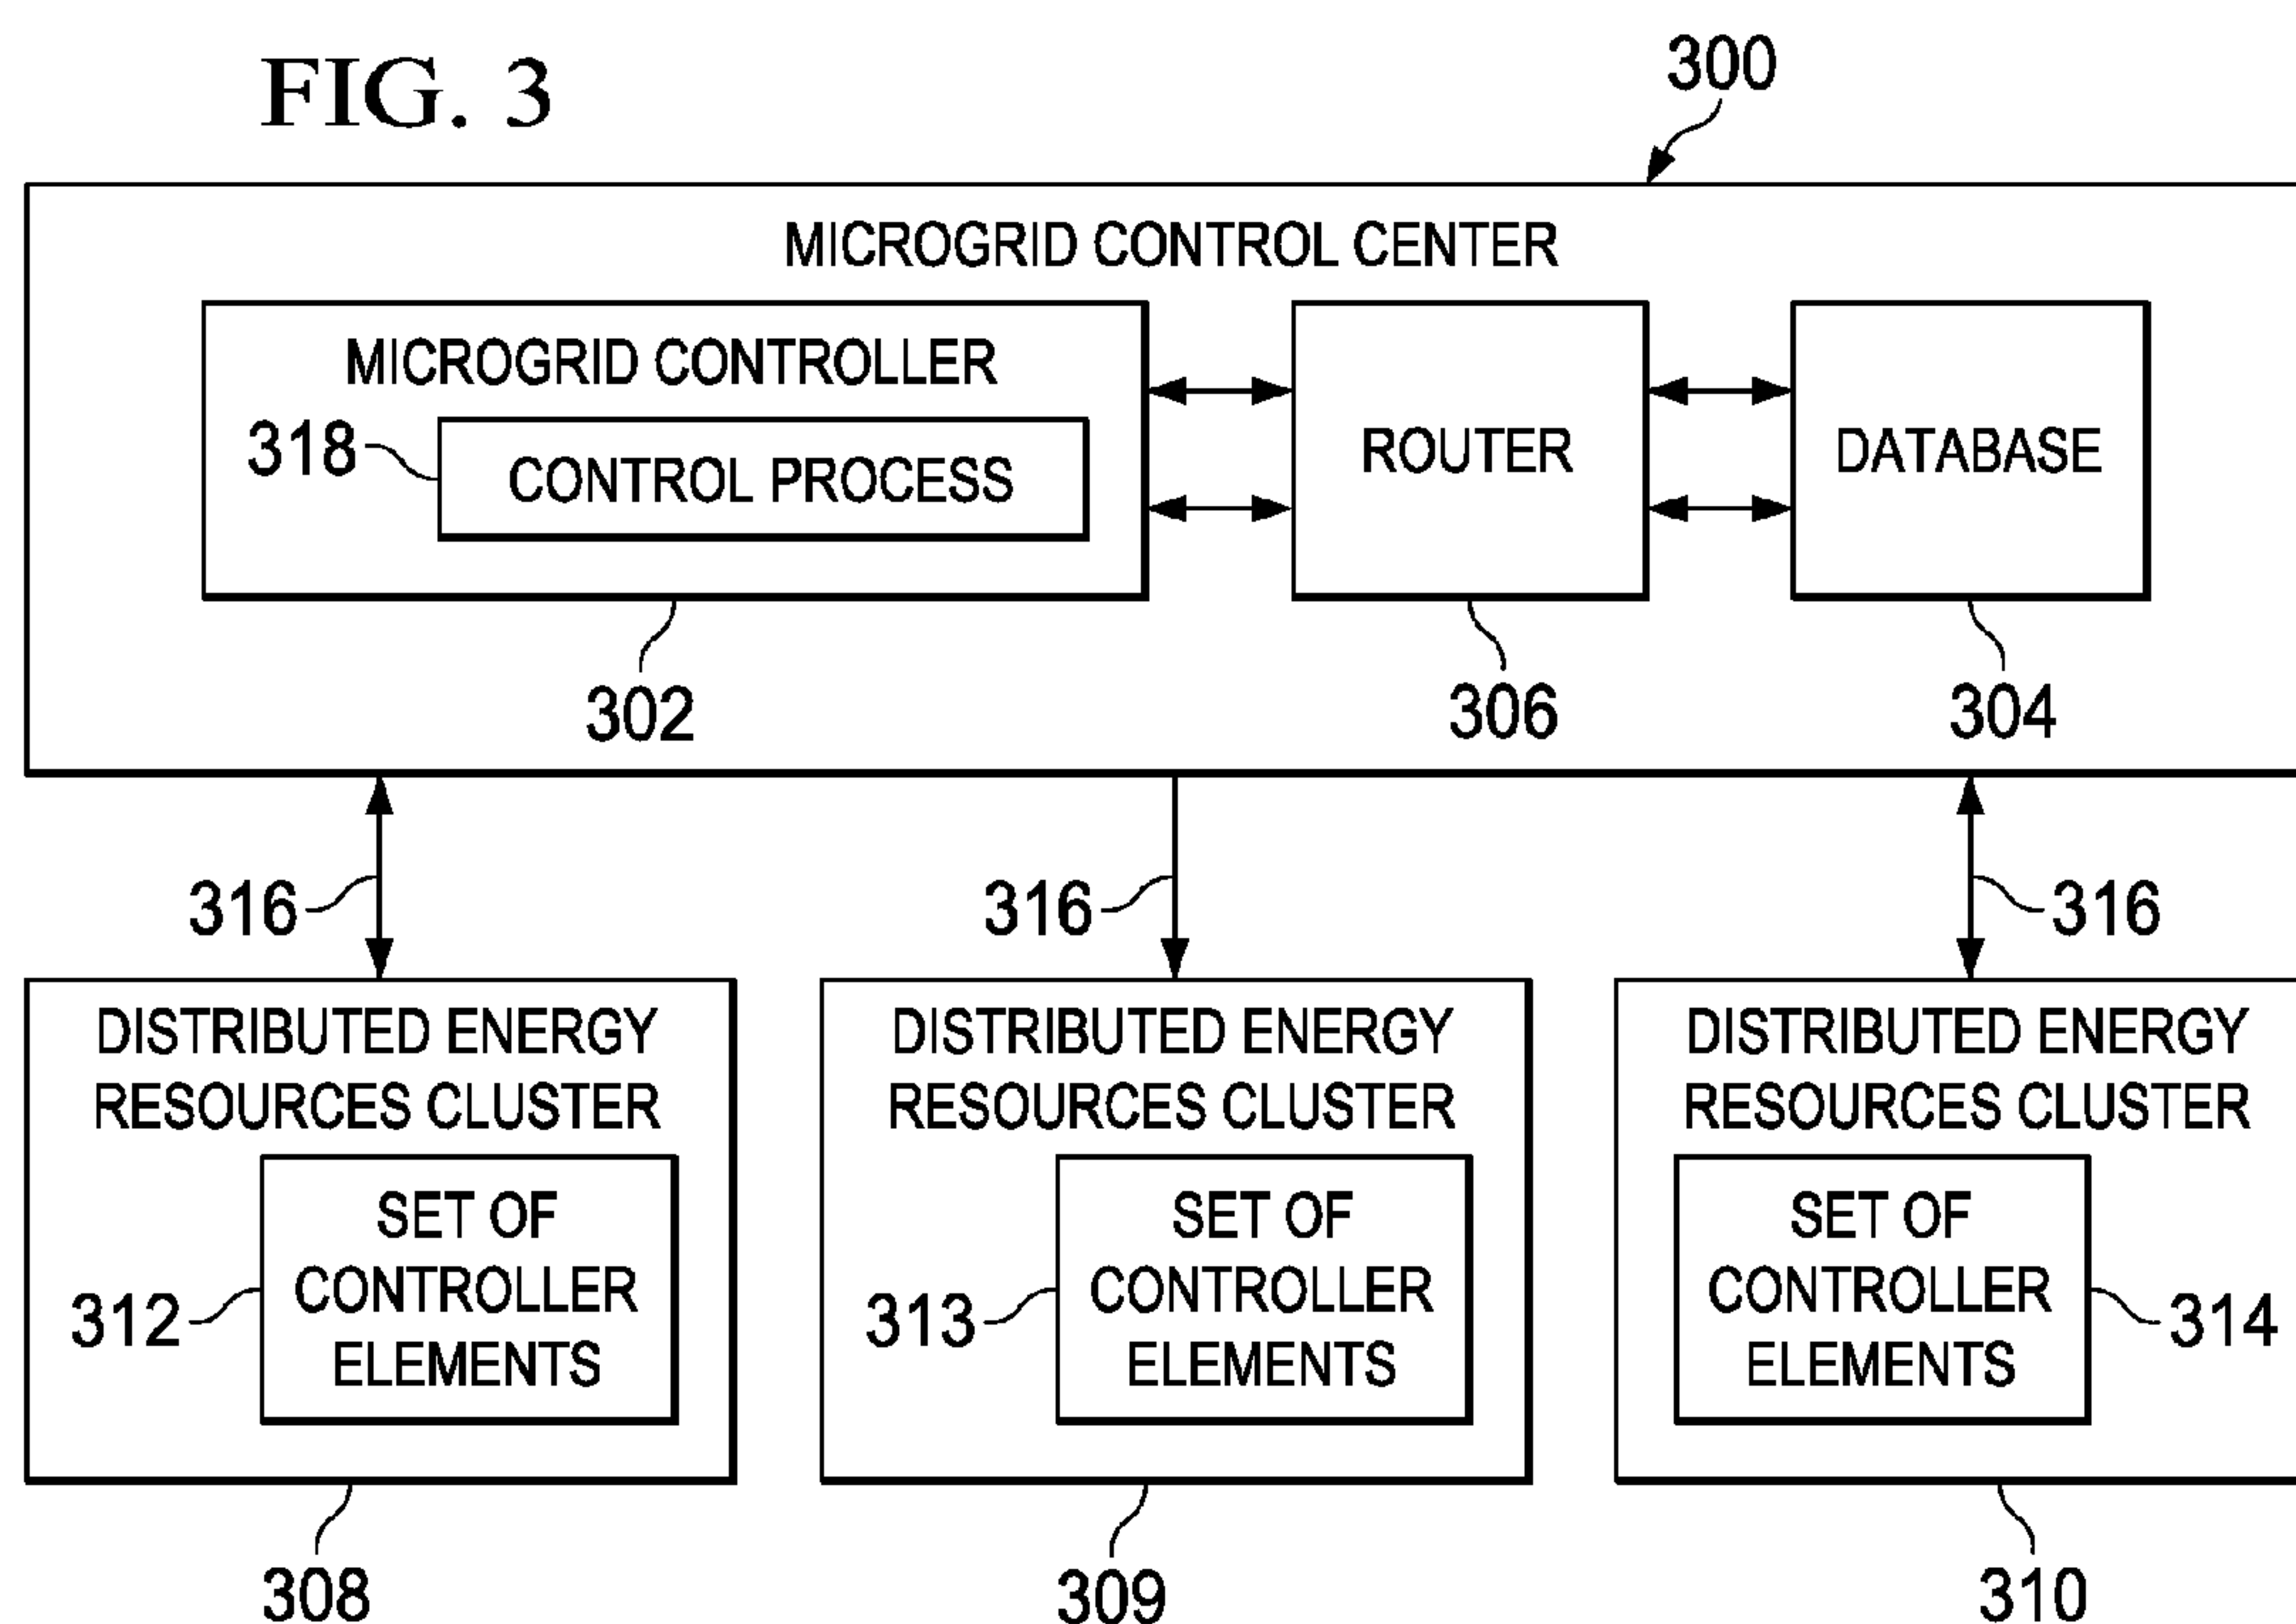 FIG. 3
300
MICROGRID CONTROL CENTER
MICROGRID CONTROLLER
318
CONTROL PROCESS
ROUTER
DATABASE
302
306
304
316
316
316
DISTRIBUTED ENERGY
RESOURCES CLUSTER
SET OF
CONTROLLER
ELEMENTS
312
308
DISTRIBUTED ENERGY
RESOURCES CLUSTER
SET OF
CONTROLLER
ELEMENTS
313
309
DISTRIBUTED ENERGY
RESOURCES CLUSTER
SET OF
CONTROLLER
ELEMENTS
314
310